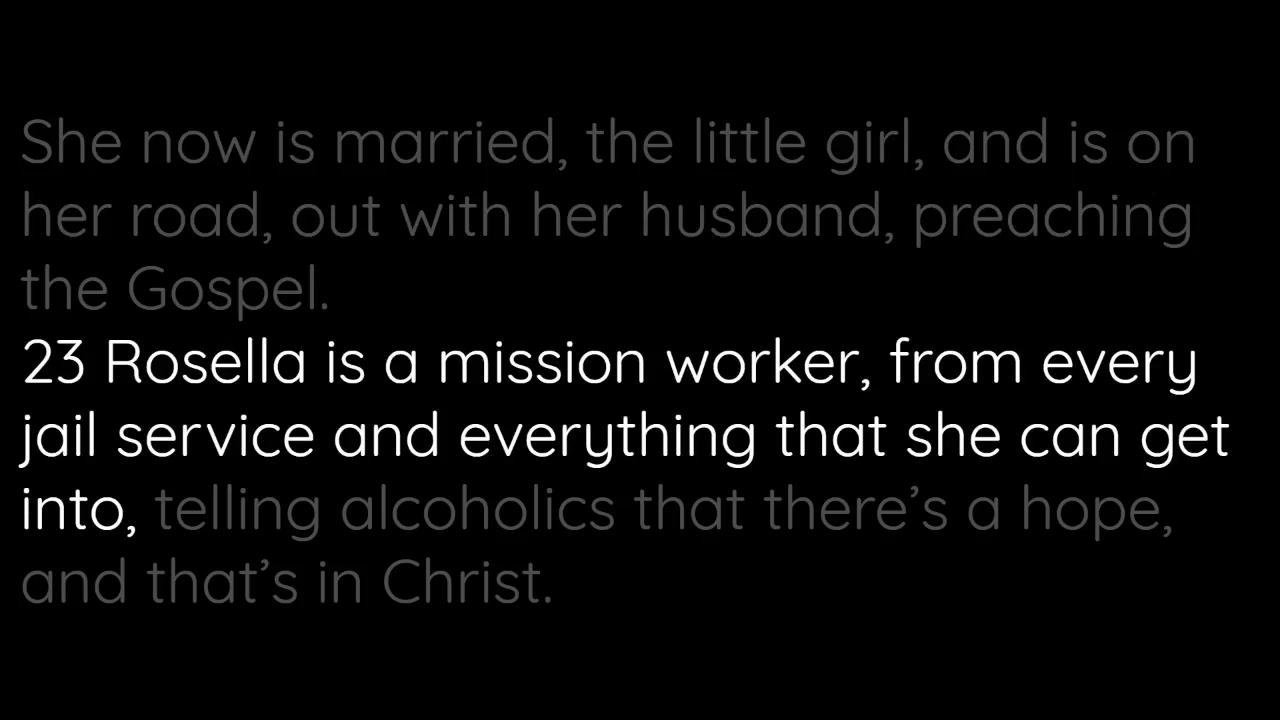 She now is married, the little girl, and is on
her road, out with her husband, preaching
the Gospel.
23 Rosella is a mission worker, from every
jail service and everything that she can get
into, telling alcoholics that there’s a hope,
and that’s in Christ.